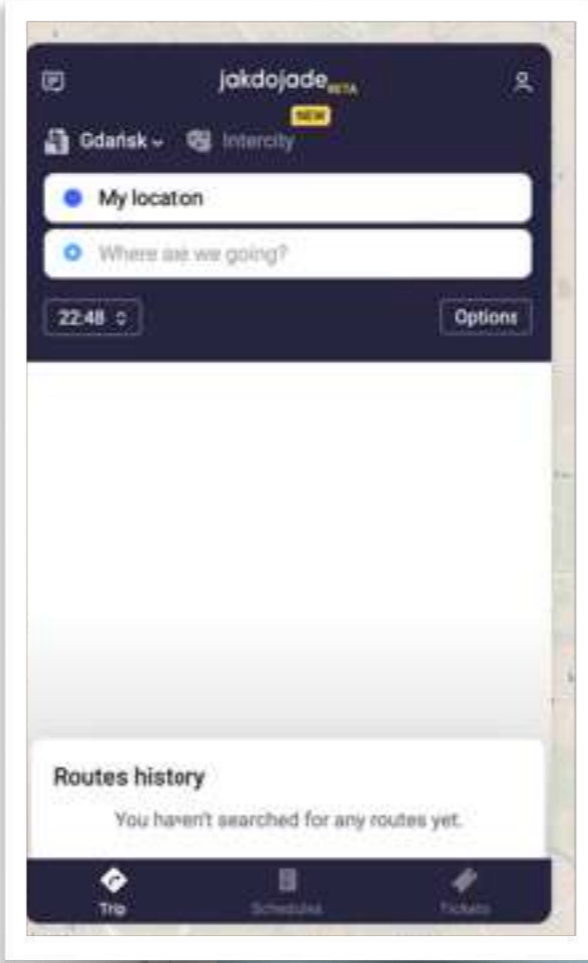 jakdojade BETA
NEW
Gdańsk Intercity
My locaton
Where are we going?
22:48 Options
Routes history
You haven't searched for any routes yet.
Trip Schedules Tickets